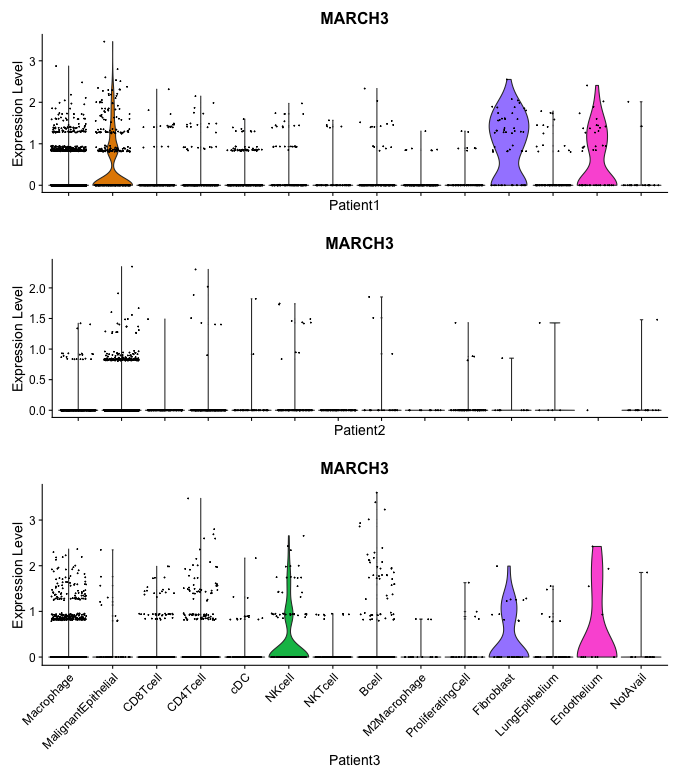 MARCH3
Expression Level
3
2
1
0
Patient1
MARCH3
Expression Level
2.0
1.5
1.0
0.5
0.0
Patient2
MARCH3
Expression Level
3
2
1
0
Macrophage
MalignantEpithelial
CD8Tcell
CD4Tcell
cDC
NKcell
NKTcell
Bcell
M2Macrophage
ProliferatingCell
Fibroblast
LungEpithelium
Endothelium
NotAvail
Patient3